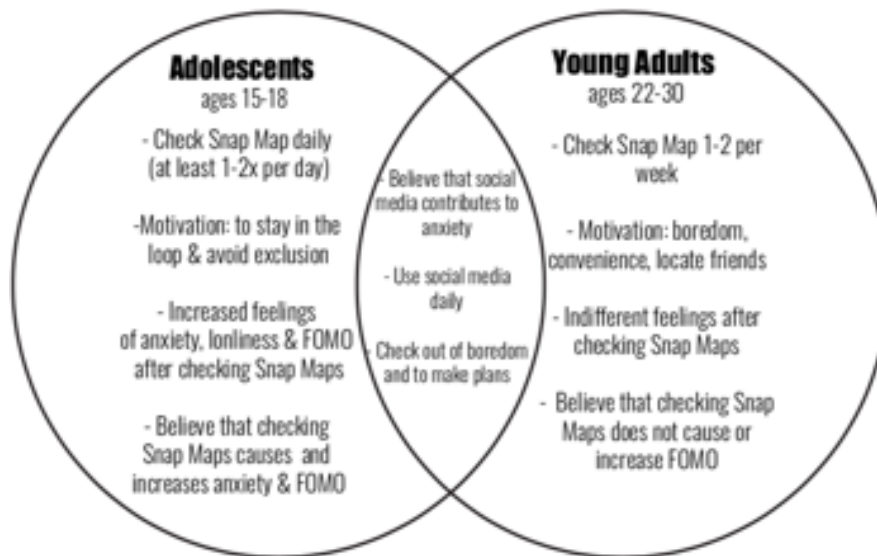 Adolescents
ages 15-18
- Check Snap Map daily
(at least 1-2x per day)
-Motivation: to stay in the
loop & avoid exclusion
- Increased feelings
of anxiety, lonliness & FOMO
after checking Snap Maps
- Believe that checking
Snap Maps causes and
increases anxiety & FOMO
- Believe that social
media contributes to
anxiety
- Use social media
daily
- Check out of boredom
and to make plans
Young Adults
ages 22-30
- Check Snap Map 1-2 per
week
- Motivation: boredom,
convenience, locate friends
- Indifferent feelings after
checking Snap Maps
- Believe that checking Snap
Maps does not cause or
increase FOMO